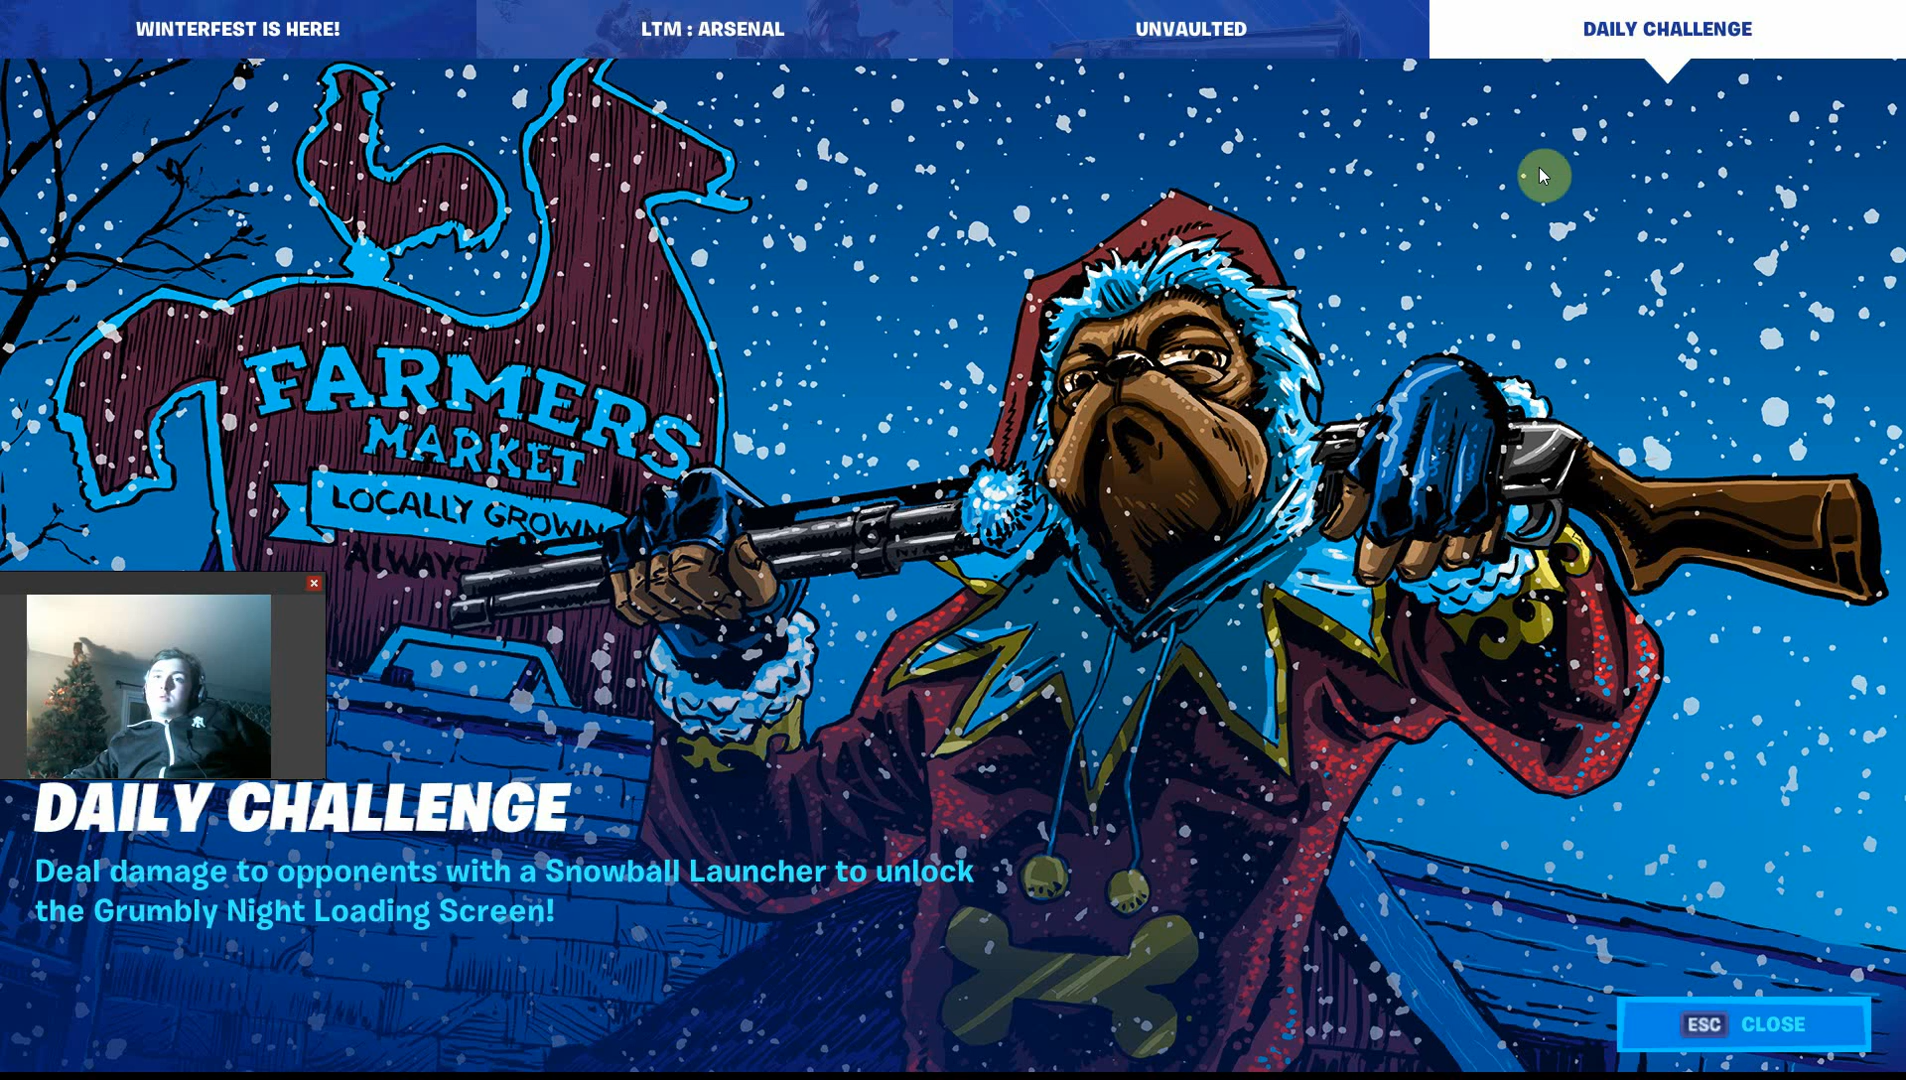 WINTERFEST IS HERE!
LTM : ARSENAL
UNVAULTED
DAILY CHALLENGE
FARMERS
MARKET
LOCALLY GROWN
ALWAYS
DAILY CHALLENGE
Deal damage to opponents with a Snowball Launcher to unlock
the Grumbly Night Loading Screen!
ESC CLOSE